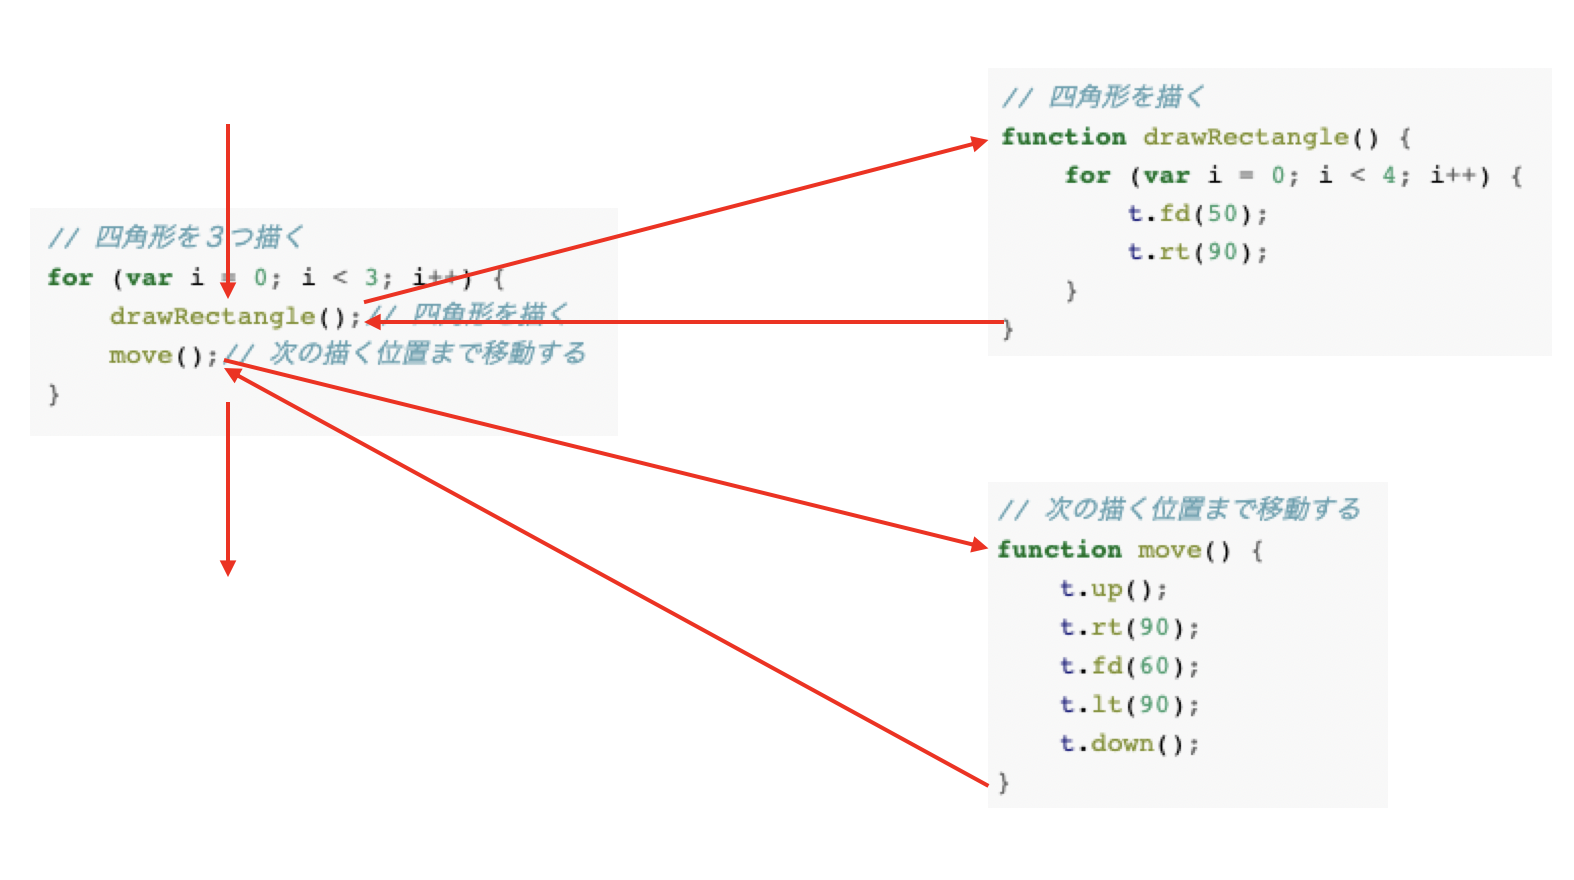 // 四角形を３つ描く
for (var i = 0; i < 3; i++) {
    drawRectangle();// 四角形を描く
    move();// 次の描く位置まで移動する
}
// 四角形を描く
function drawRectangle() {
    for (var i = 0; i < 4; i++) {
        t.fd(50);
        t.rt(90);
    }
}
// 次の描く位置まで移動する
function move() {
    t.up();
    t.rt(90);
    t.fd(60);
    t.lt(90);
    t.down();
}